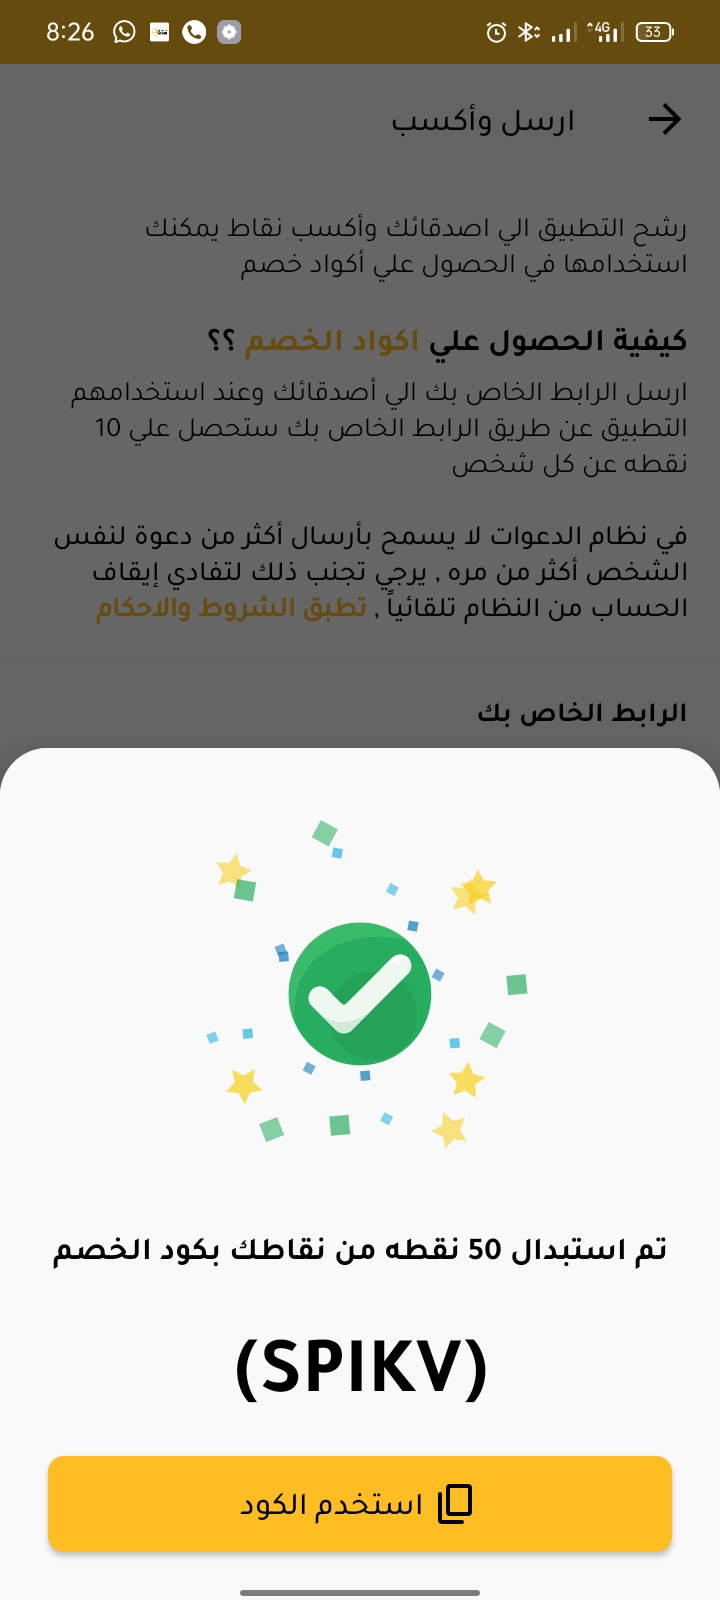 8:26
4G
33
ارسل وأكسب
رشح التطبيق الي اصدقائك وأكسب نقاط يمكنك
استخدامها في الحصول علي أكواد خصم
كيفية الحصول علي اكواد الخصم ؟؟
ارسل الرابط الخاص بك الي أصدقائك وعند استخدامهم
التطبيق عن طريق الرابط الخاص بك ستحصل علي 10
نقطه عن كل شخص
في نظام الدعوات لا يسمح بأرسال أكثر من دعوة لنفس
الشخص أكثر من مره , يرجي تجنب ذلك لتفادي إيقاف
الحساب من النظام تلقائياً , تطبق الشروط والاحكام
الرابط الخاص بك
تم استبدال 50 نقطه من نقاطك بكود الخصم
(SPIKV)
استخدم الكود